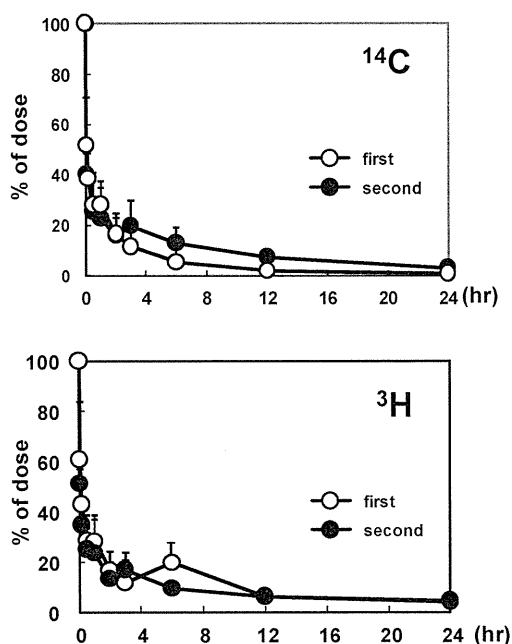 100
80
60
40
20
0
% of dose
¹⁴C
first
second
0 4 8 12 16 20 24 (hr)
100
80
60
40
20
0
% of dose
³H
first
second
0 4 8 12 16 20 24 (hr)